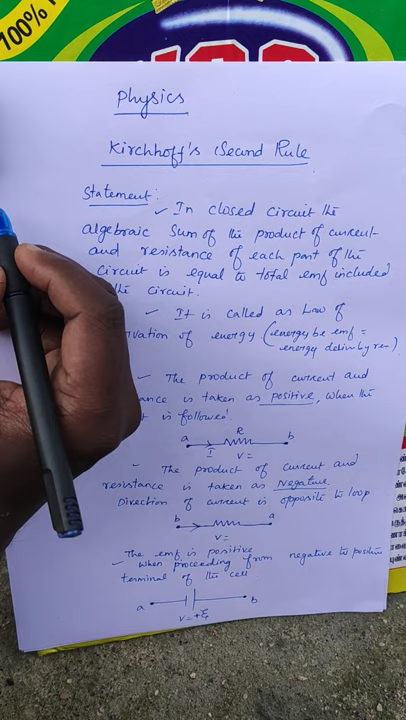 100%
Physics
Kirchhoff's Second Rule
Statement:
✓ In closed circuit the
algebraic sum of the product of current
and resistance of each part of the
circuit is equal to total emf included
the circuit.
✓ It is called as Law of
vation of energy (energy by emf =
energy deliv by res)
✓ The product of current and
ance is taken as positive, when the
t is followed.
R
a b
I
V=
✓ The product of current and
resistance is taken as Negative
Direction of current is opposite to loop
b a
V=
The emf is positive
✓ when proceeding from negative to positive
terminal of the cell
a b
V=+